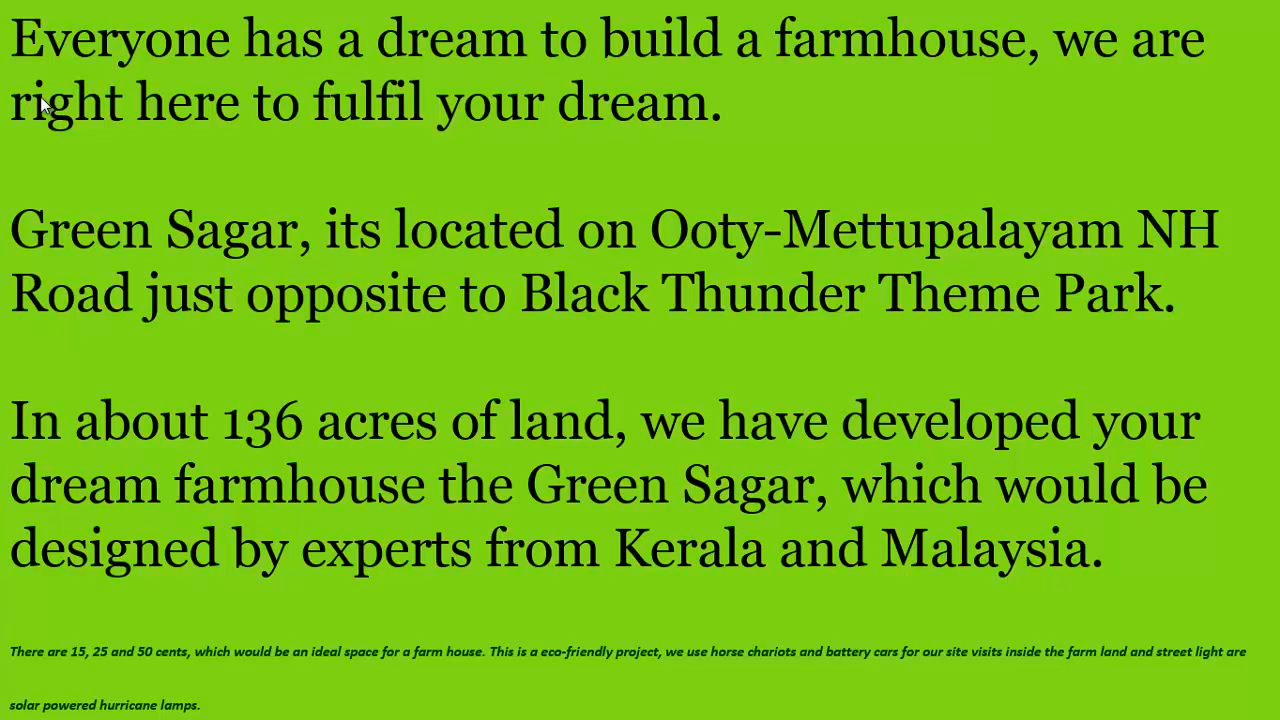 Everyone has a dream to build a farmhouse, we are
right here to fulfil your dream.
Green Sagar, its located on Ooty-Mettupalayam NH
Road just opposite to Black Thunder Theme Park.
In about 136 acres of land, we have developed your
dream farmhouse the Green Sagar, which would be
designed by experts from Kerala and Malaysia.
There are 15, 25 and 50 cents, which would be an ideal space for a farm house. This is a eco-friendly project, we use horse chariots and battery cars for our site visits inside the farm land and street light are
solar powered hurricane lamps.